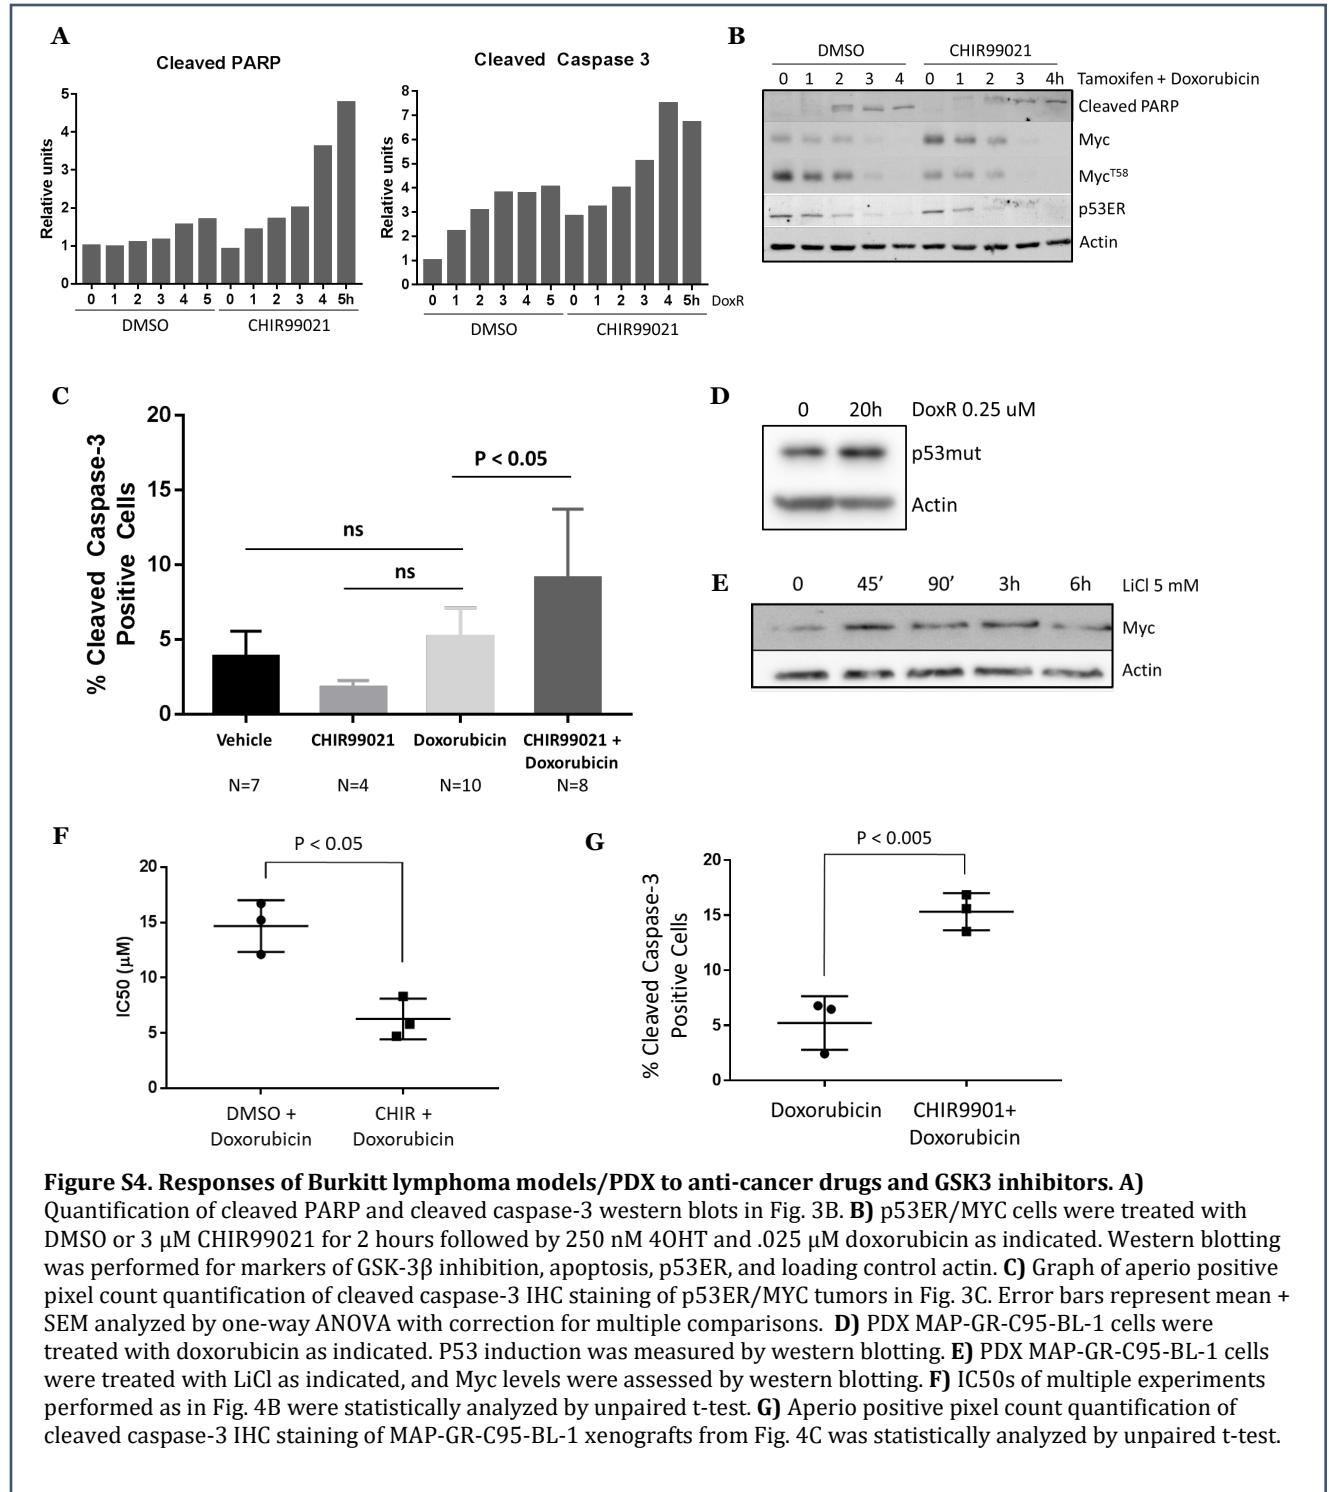 A
Cleaved PARP
Relative units
5
4
3
2
1
0
0 1 2 3 4 5 0 1 2 3 4 5h
DMSO CHIR99021
Cleaved Caspase 3
Relative units
8
7
6
5
4
3
2
1
0
0 1 2 3 4 5 0 1 2 3 4 5h DoxR
DMSO CHIR99021
B
DMSO CHIR99021
0 1 2 3 4 0 1 2 3 4h Tamoxifen + Doxorubicin
Cleaved PARP
Myc
Myc^T58
p53ER
Actin
C
% Cleaved Caspase-3
Positive Cells
20
15
10
5
0
P < 0.05
ns
ns
Vehicle CHIR99021 Doxorubicin CHIR99021 +
Doxorubicin
N=7 N=4 N=10 N=8
D
0 20h DoxR 0.25 uM
p53mut
Actin
E
0 45’ 90’ 3h 6h LiCl 5 mM
Myc
Actin
F
P < 0.05
IC50 (µM)
20
15
10
5
0
DMSO + CHIR +
Doxorubicin Doxorubicin
G
P < 0.005
% Cleaved Caspase-3
Positive Cells
20
15
10
5
0
Doxorubicin CHIR9901+
Doxorubicin
Figure S4. Responses of Burkitt lymphoma models/PDX to anti-cancer drugs and GSK3 inhibitors. A)
Quantification of cleaved PARP and cleaved caspase-3 western blots in Fig. 3B. B) p53ER/MYC cells were treated with
DMSO or 3 µM CHIR99021 for 2 hours followed by 250 nM 4OHT and .025 µM doxorubicin as indicated. Western blotting
was performed for markers of GSK-3β inhibition, apoptosis, p53ER, and loading control actin. C) Graph of aperio positive
pixel count quantification of cleaved caspase-3 IHC staining of p53ER/MYC tumors in Fig. 3C. Error bars represent mean +
SEM analyzed by one-way ANOVA with correction for multiple comparisons. D) PDX MAP-GR-C95-BL-1 cells were
treated with doxorubicin as indicated. P53 induction was measured by western blotting. E) PDX MAP-GR-C95-BL-1 cells
were treated with LiCl as indicated, and Myc levels were assessed by western blotting. F) IC50s of multiple experiments
performed as in Fig. 4B were statistically analyzed by unpaired t-test. G) Aperio positive pixel count quantification of
cleaved caspase-3 IHC staining of MAP-GR-C95-BL-1 xenografts from Fig. 4C was statistically analyzed by unpaired t-test.